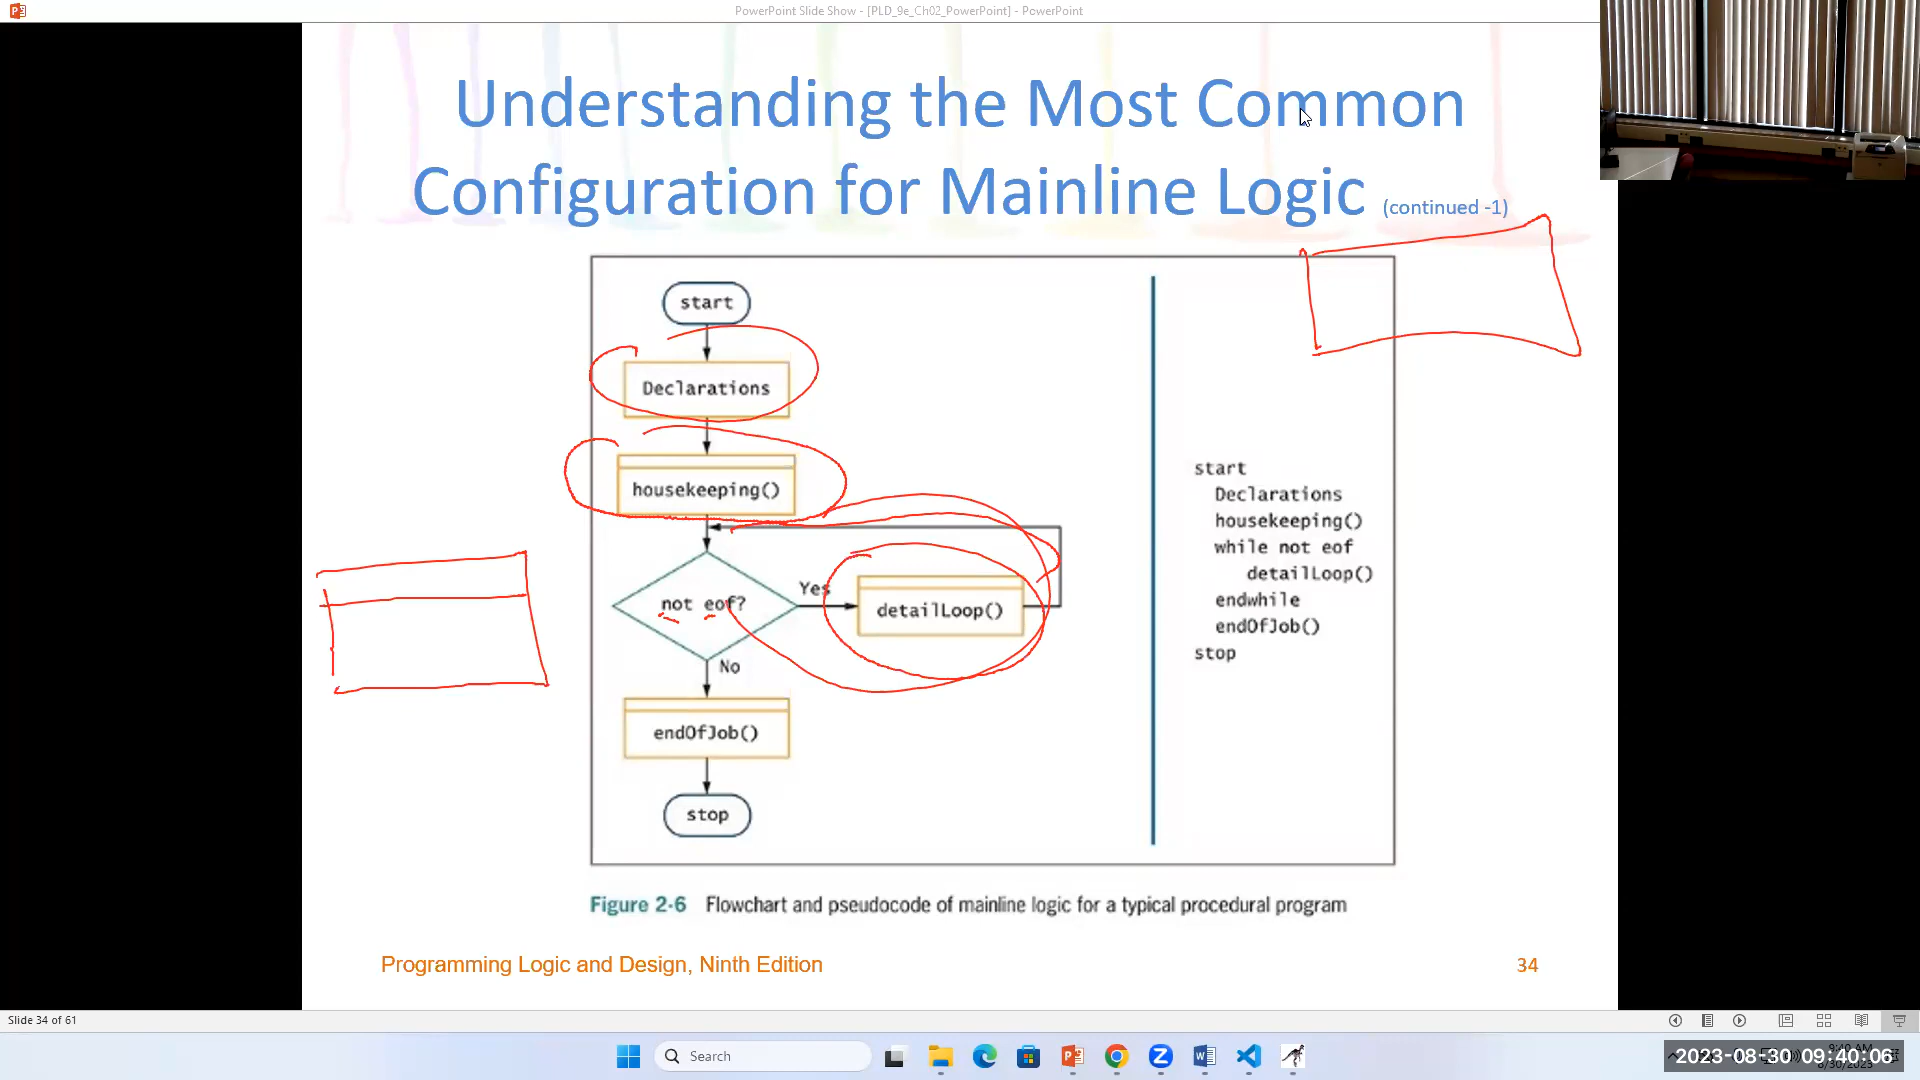 PowerPoint Slide Show - [PLD_9e_Ch02_PowerPoint] - PowerPoint
Understanding the Most Common
Configuration for Mainline Logic (continued -1)
start
Declarations
housekeeping()
not eof?
Yes
detailLoop()
No
endOfJob()
stop
start
Declarations
housekeeping()
while not eof
detailLoop()
endwhile
endOfJob()
stop
Figure 2-6 Flowchart and pseudocode of mainline logic for a typical procedural program
Programming Logic and Design, Ninth Edition
34
Slide 34 of 61
Search
2023-08-30 09:40:06